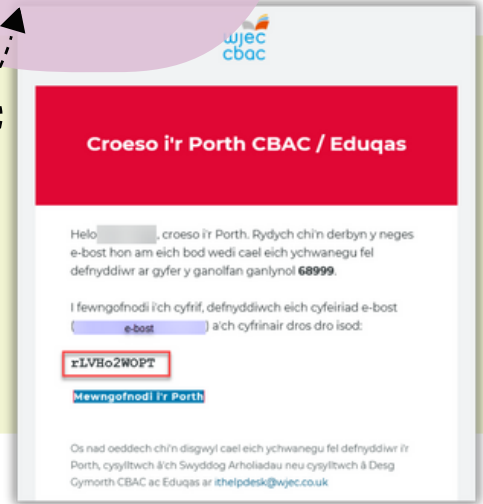 wjec
cbac
Croeso i'r Porth CBAC / Eduqas
Helo , croeso i'r Porth. Rydych chi'n derbyn y neges
e-bost hon am eich bod wedi cael eich ychwanegu fel
defnyddiwr ar gyfer y ganolfan ganlynol 68999.
I fewngofnodi i'ch cyfrif, defnyddiwch eich cyfeiriad e-bost
( e-bost ) a'ch cyfrinair dros dro isod:
rLVHo2WOPT
Mewngofnodi i'r Porth
Os nad oeddech chi'n disgwyl cael eich ychwanegu fel defnyddiwr i'r
Porth, cysylltwch â'ch Swyddog Arholiadau neu cysylltwch â Desg
Gymorth CBAC ac Eduqas ar ithelpdesk@wjec.co.uk